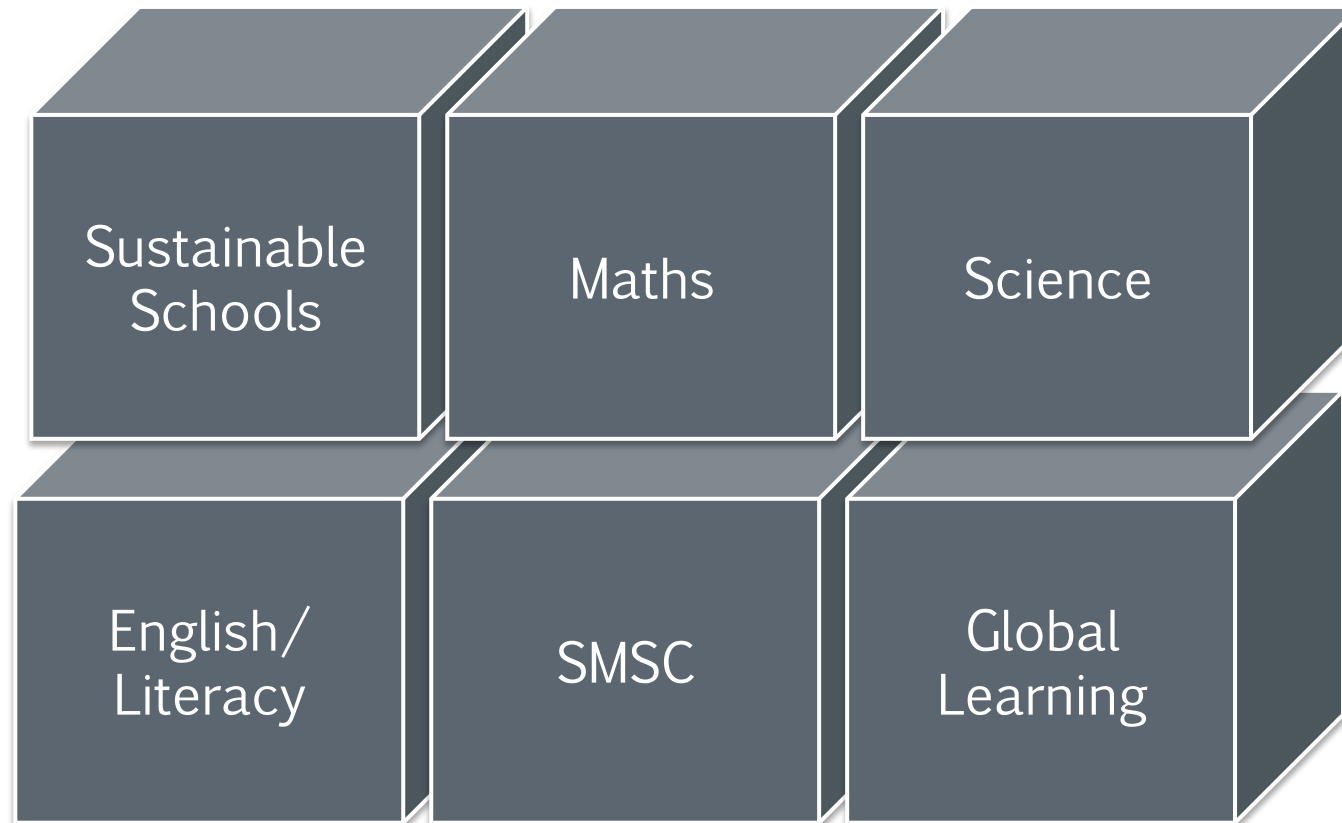 Sustainable
Schools
Maths
Science
English/
Literacy
SMSC
Global
Learning